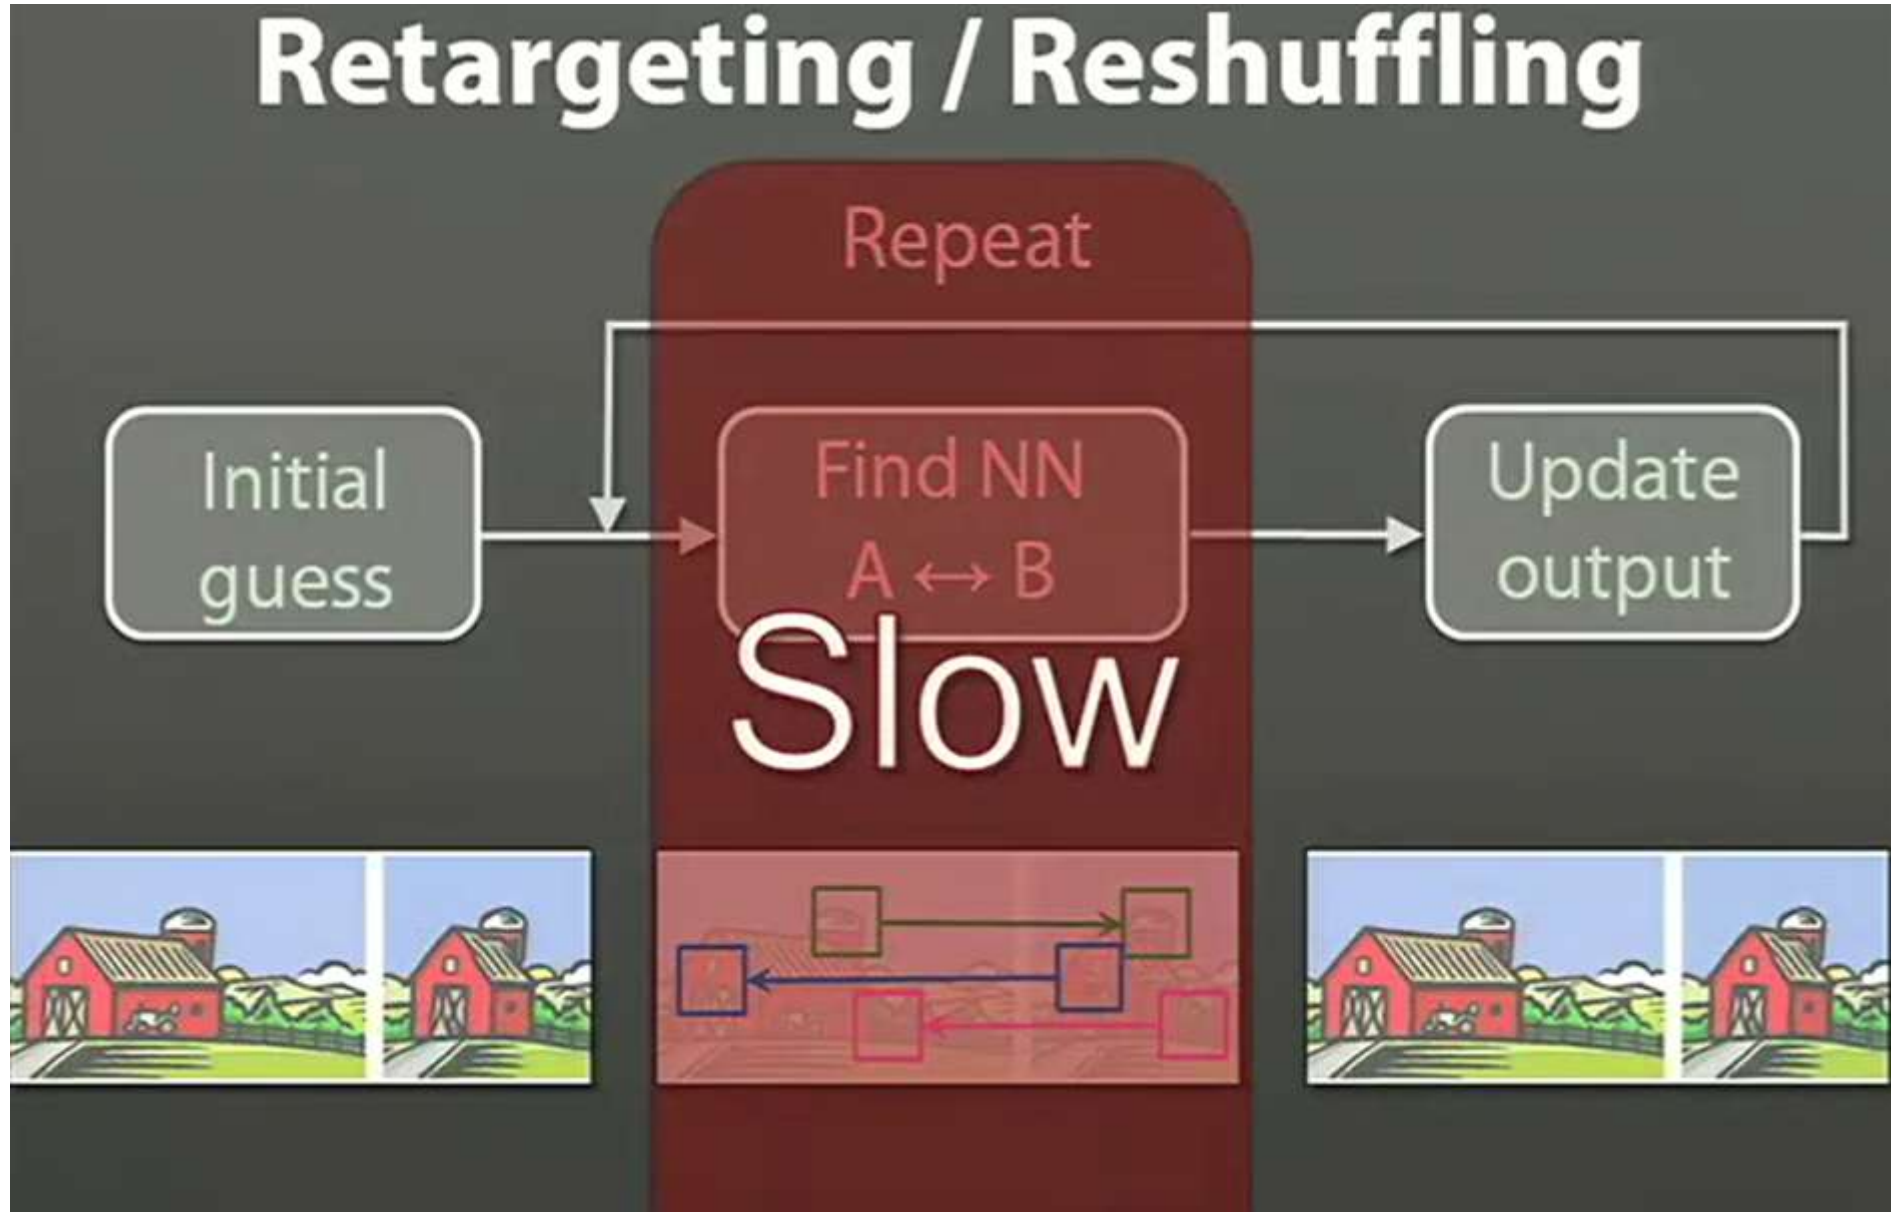 Retargeting / Reshuffling
Repeat
Initial
guess
Find NN
A ↔ B
Update
output
Slow